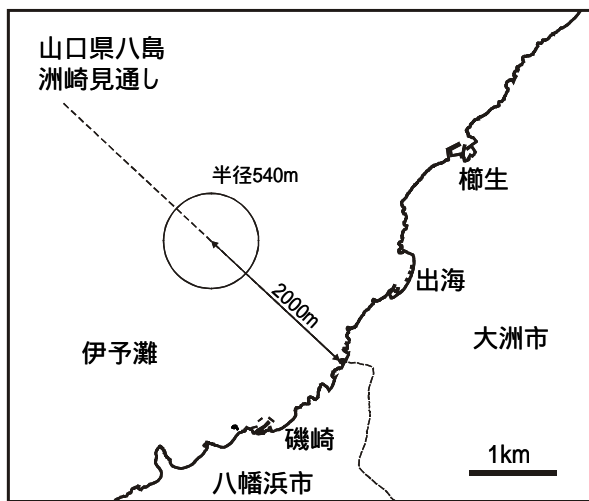 山口県八島
洲崎見通し
半径540m
櫛生
2000m
出海
大洲市
伊予灘
磯崎
八幡浜市
1km